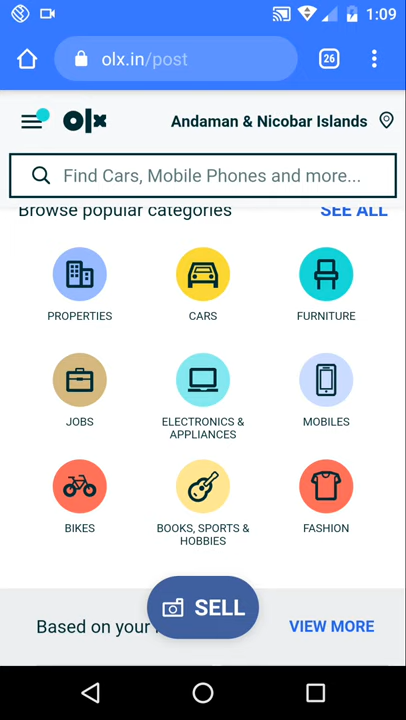 1:09
olx.in/post
26
olx
Andaman & Nicobar Islands
Find Cars, Mobile Phones and more...
Browse popular categories
SEE ALL
PROPERTIES
CARS
FURNITURE
JOBS
ELECTRONICS &
APPLIANCES
MOBILES
BIKES
BOOKS, SPORTS &
HOBBIES
FASHION
SELL
Based on your
VIEW MORE